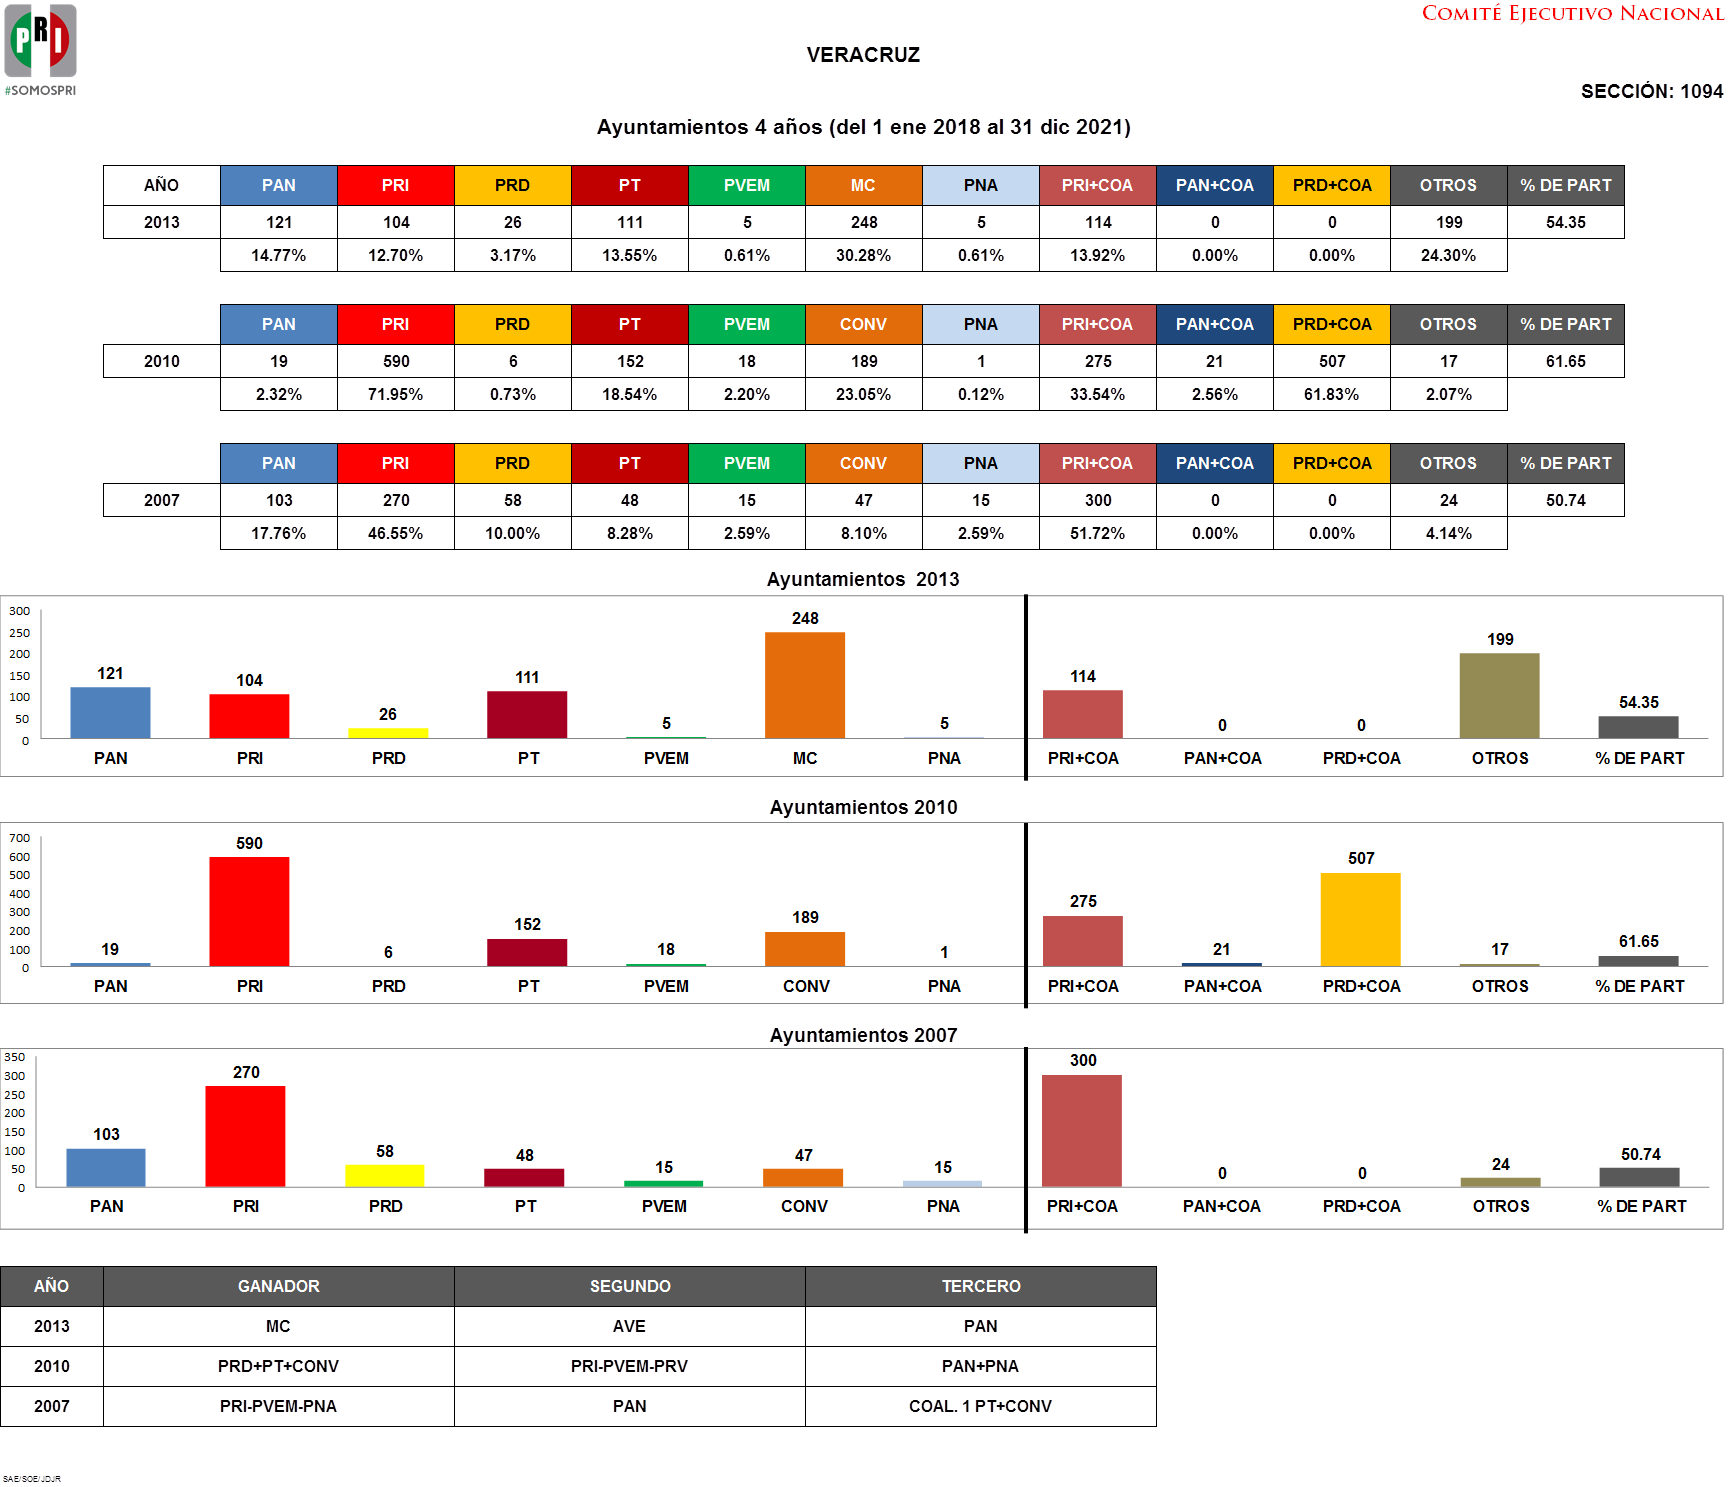 PRI
#SOMOSPRI
COMITÉ EJECUTIVO NACIONAL
VERACRUZ
SECCIÓN: 1094
Ayuntamientos 4 años (del 1 ene 2018 al 31 dic 2021)
AÑO PAN PRI PRD PT PVEM MC PNA PRI+COA PAN+COA PRD+COA OTROS % DE PART
2013 121 104 26 111 5 248 5 114 0 0 199 54.35
14.77% 12.70% 3.17% 13.55% 0.61% 30.28% 0.61% 13.92% 0.00% 0.00% 24.30%
PAN PRI PRD PT PVEM CONV PNA PRI+COA PAN+COA PRD+COA OTROS % DE PART
2010 19 590 6 152 18 189 1 275 21 507 17 61.65
2.32% 71.95% 0.73% 18.54% 2.20% 23.05% 0.12% 33.54% 2.56% 61.83% 2.07%
PAN PRI PRD PT PVEM CONV PNA PRI+COA PAN+COA PRD+COA OTROS % DE PART
2007 103 270 58 48 15 47 15 300 0 0 24 50.74
17.76% 46.55% 10.00% 8.28% 2.59% 8.10% 2.59% 51.72% 0.00% 0.00% 4.14%
Ayuntamientos 2013
300
250
200
150
100
50
0
121 104 26 111 5 248 5 114 0 0 199 54.35
PAN PRI PRD PT PVEM MC PNA PRI+COA PAN+COA PRD+COA OTROS % DE PART
Ayuntamientos 2010
700
600
500
400
300
200
100
0
19 590 6 152 18 189 1 275 21 507 17 61.65
PAN PRI PRD PT PVEM CONV PNA PRI+COA PAN+COA PRD+COA OTROS % DE PART
Ayuntamientos 2007
350
300
250
200
150
100
50
0
103 270 58 48 15 47 15 300 0 0 24 50.74
PAN PRI PRD PT PVEM CONV PNA PRI+COA PAN+COA PRD+COA OTROS % DE PART
AÑO GANADOR SEGUNDO TERCERO
2013 MC AVE PAN
2010 PRD+PT+CONV PRI-PVEM-PRV PAN+PNA
2007 PRI-PVEM-PNA PAN COAL. 1 PT+CONV
SAE/SOE/JDJR